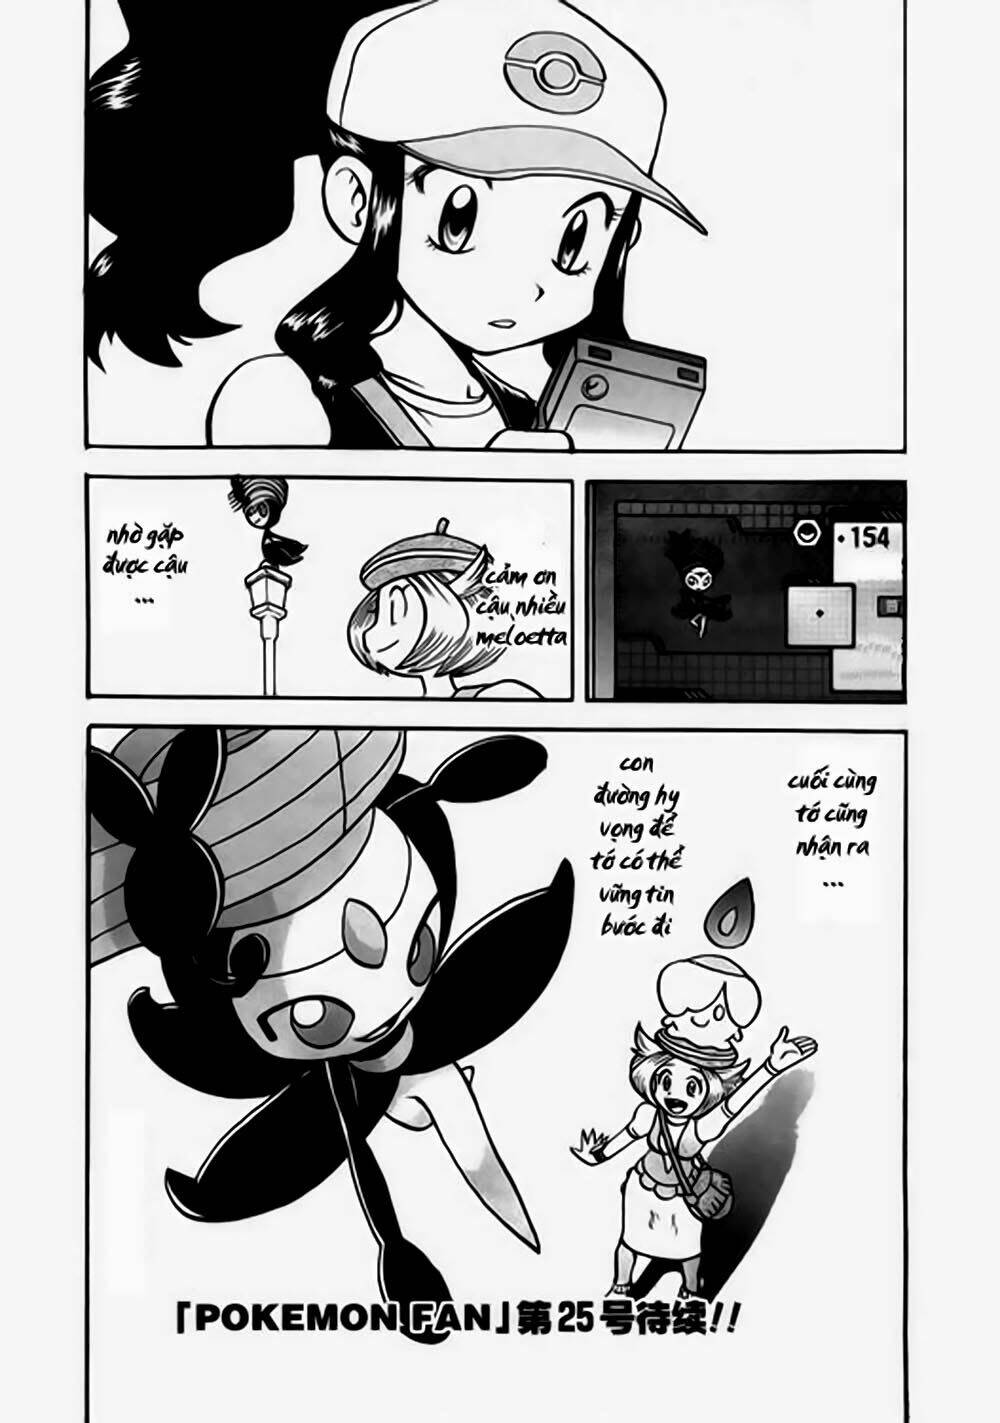 nhờ gặp
được cậu
...
cảm ơn
cậu nhiều
meloetta
154
cuối cùng
tớ cũng
nhận ra
...
con
đường hy
vọng để
tớ có thể
vững tin
bước đi
「POKEMON FAN」第25号待续!!